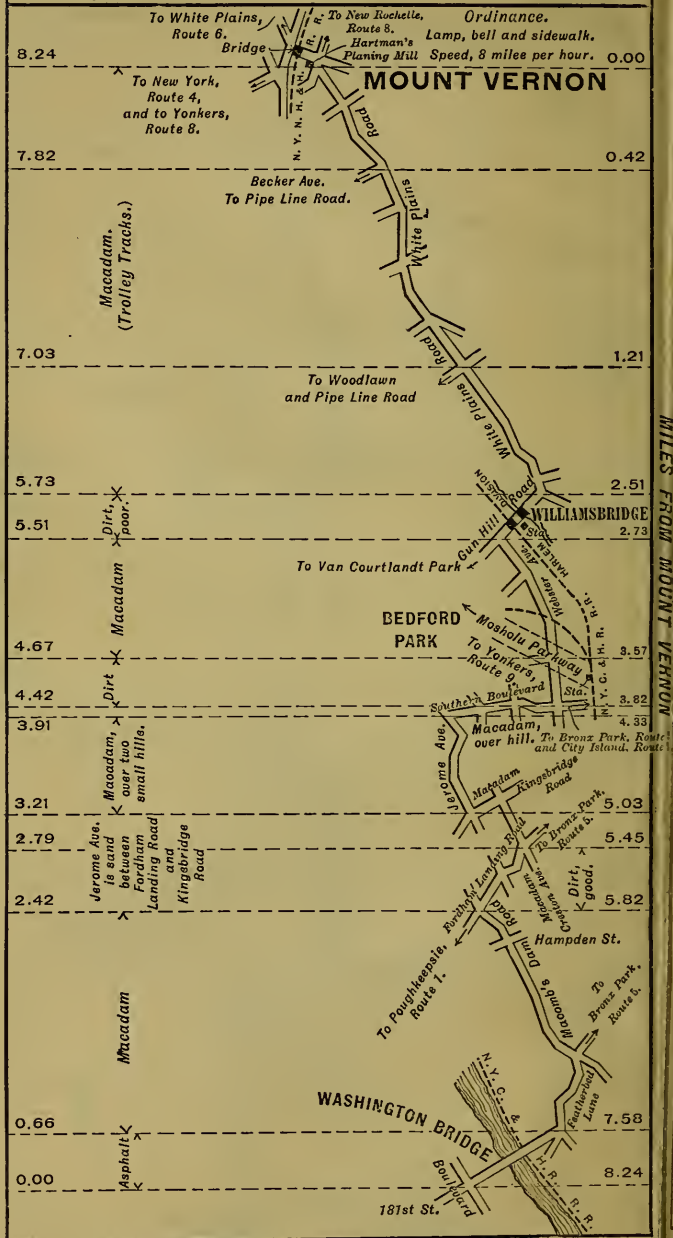 To White Plains,
Route 6.
Bridge
To New Rochelle,
Route 8.
Hartman's
Planing Mill
R. R.
Ordinance.
Lamp, bell and sidewalk.
Speed, 8 milee per hour.
8.24
0.00
MOUNT VERNON
To New York,
Route 4,
and to Yonkers,
Route 8.
N. Y. N. H. & H.
Road
7.82
0.42
Becker Ave.
To Pipe Line Road.
White Plains
Macadam.
(Trolley Tracks.)
7.03
1.21
Road
To Woodlawn
and Pipe Line Road
White Plains
MILES FROM MOUNT VERNON
5.73
2.51
Dirt,
poor.
Gun Hill Road
DIVISION
WILLIAMSBRIDGE
Sta.
5.51
2.73
To Van Courtlandt Park
HARLEM
Webster Ave.
Macadam
BEDFORD
PARK
Mosholu Parkway
To Yonkers,
Route 9.
N. Y. C. & H. R. R. R.
4.67
3.57
Dirt
Southern Boulevard
Sta.
4.42
3.82
3.91
4.33
Macadam,
over hill.
To Bronx Park, Route
and City Island, Route
Macadam,
over two
small hills.
Jerome Ave.
Macadam
Kingsbridge
Road
3.21
5.03
Jerome Ave.
is sand
between
Fordham
Landing Road
and
Kingsbridge
Road
2.79
5.45
To Bronx Park,
Route 5.
Fordham Landing Road
Macadam
Creston Ave.
Dirt,
good.
2.42
5.82
Hampden St.
To Poughkeepsie,
Route 1.
Macomb's Dam Road
To
Bronx Park,
Route 5.
Macadam
Featherbed
Lane
WASHINGTON BRIDGE
N. Y. C. & H. R. R. R.
0.66
7.58
Asphalt
0.00
8.24
Boulevard
181st St.